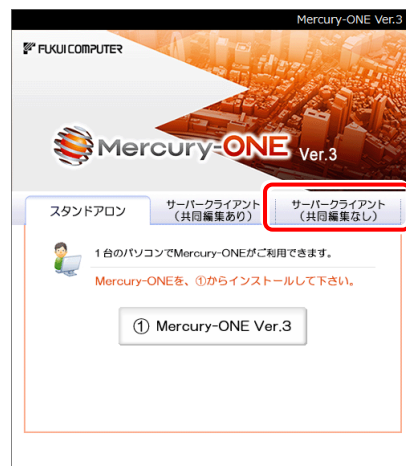 Mercury-ONE Ver.3
FUKUI COMPUTER
Mercury-ONE Ver.3
スタンドアロン
サーバークライアント
（共同編集あり）
サーバークライアント
（共同編集なし）
1台のパソコンでMercury-ONEがご利用できます。
Mercury-ONEを、①からインストールして下さい。
① Mercury-ONE Ver.3